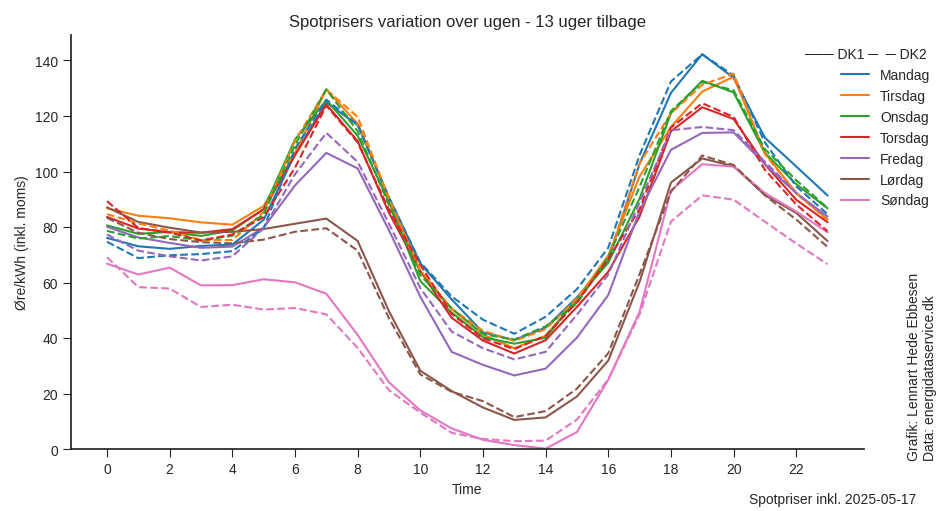 Spotprisers variation over ugen - 13 uger tilbage
DK1 DK2
Mandag
Tirsdag
Onsdag
Torsdag
Fredag
Lørdag
Søndag
Øre/kWh (inkl. moms)
140
120
100
80
60
40
20
0
0 2 4 6 8 10 12 14 16 18 20 22
Time
Grafik: Lennart Hede Ebbesen
Data: energidataservice.dk
Spotpriser inkl. 2025-05-17